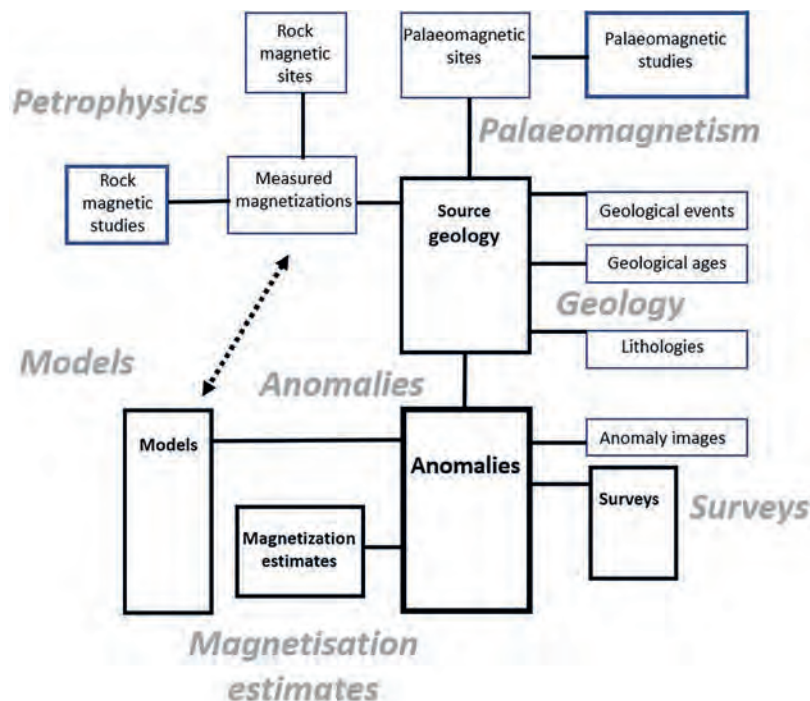 Rock
magnetic
sites
Palaeomagnetic
sites
Palaeomagnetic
studies
Petrophysics
Palaeomagnetism
Rock
magnetic
studies
Measured
magnetizations
Source
geology
Geological events
Geological ages
Geology
Lithologies
Models
Anomalies
Models
Anomalies
Anomaly images
Surveys
Surveys
Magnetization
estimates
Magnetisation
estimates